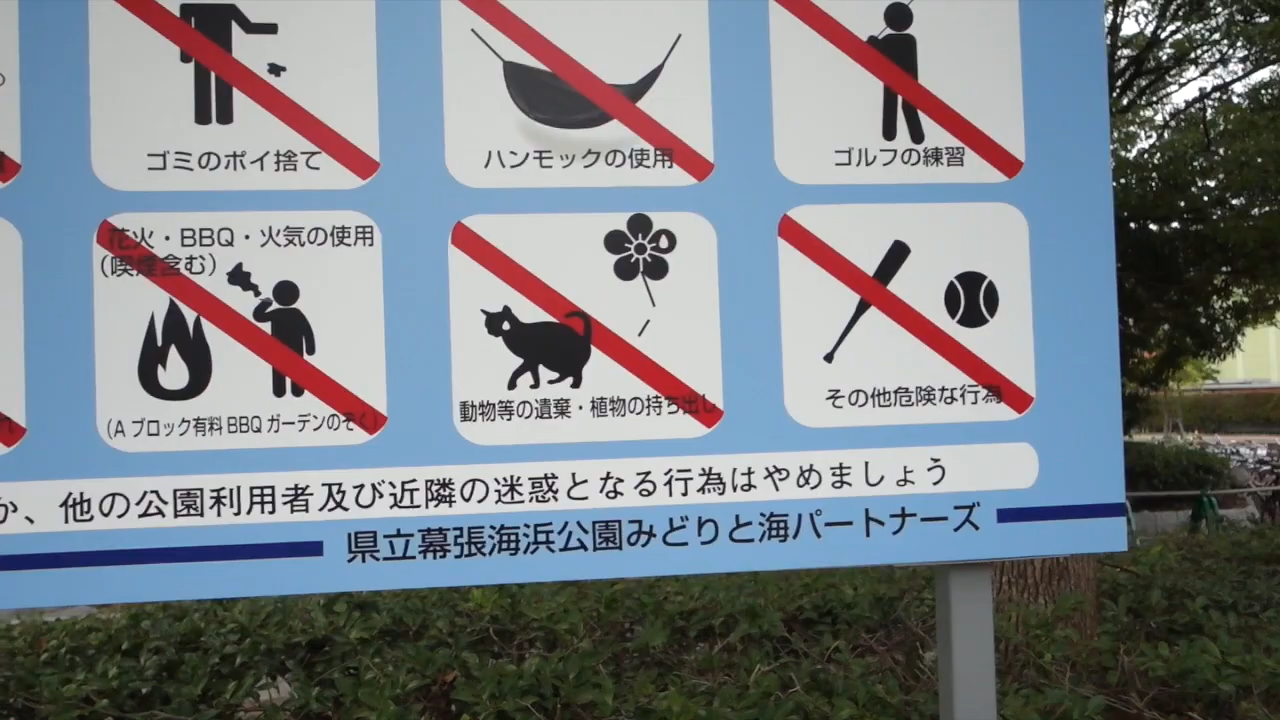 ゴミのポイ捨て
ハンモックの使用
ゴルフの練習
花火・BBQ・火気の使用
(喫煙含む)
(A ブロック有料 BBQ ガーデンのぞく)
動物等の遺棄・植物の持ち出し
その他危険な行為
か、他の公園利用者及び近隣の迷惑となる行為はやめましょう
県立幕張海浜公園みどりと海パートナーズ